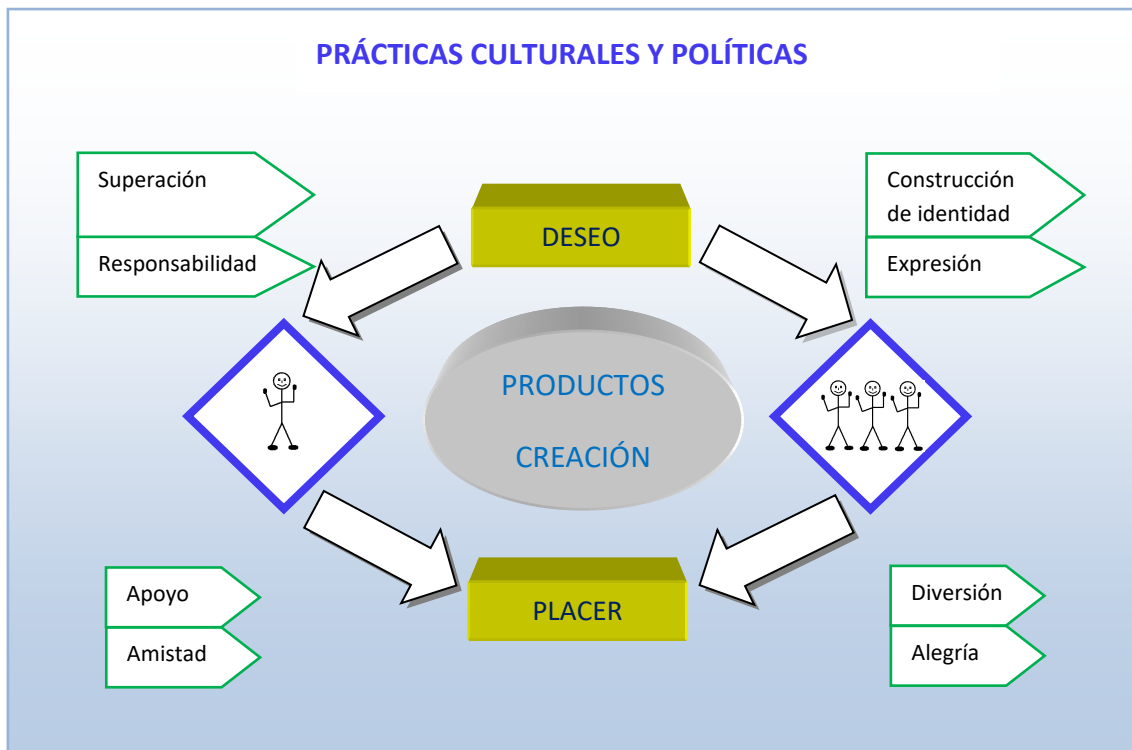 PRÁCTICAS CULTURALES Y POLÍTICAS
Superación
Responsabilidad
DESEO
Construcción
de identidad
Expresión
PRODUCTOS
CREACIÓN
Apoyo
Amistad
PLACER
Diversión
Alegría